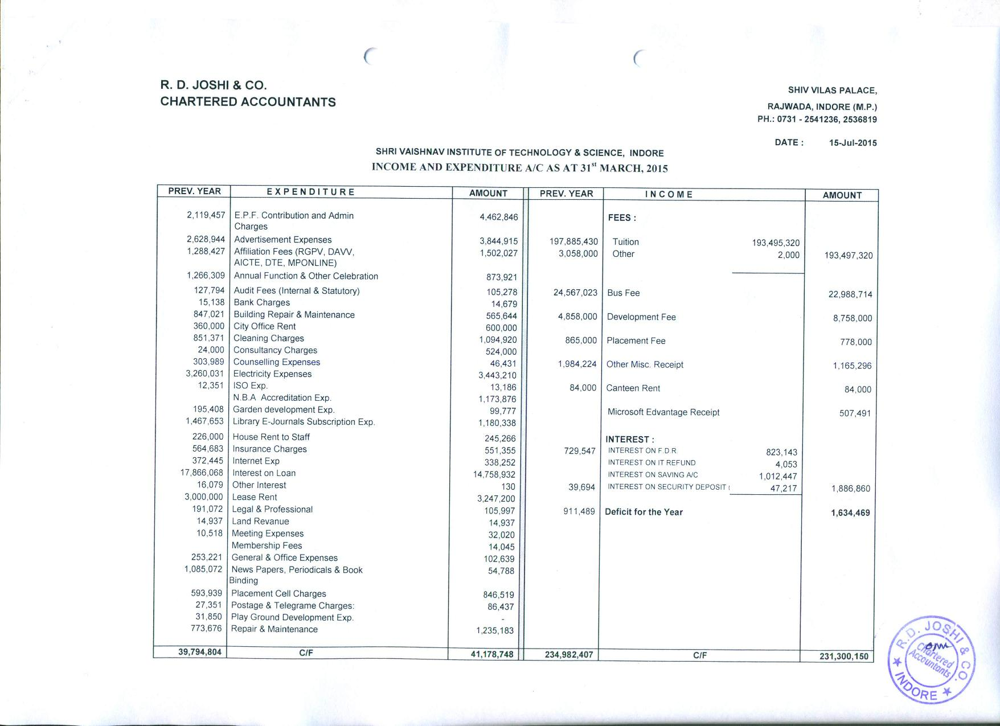 R. D. JOSHI & CO.
CHARTERED ACCOUNTANTS
SHIV VILAS PALACE,
RAJWADA, INDORE (M.P.)
PH.: 0731 - 2541236, 2536819
DATE : 15-Jul-2015
SHRI VAISHNAV INSTITUTE OF TECHNOLOGY & SCIENCE, INDORE
INCOME AND EXPENDITURE A/C AS AT 31st MARCH, 2015
PREV. YEAR EXPENDITURE AMOUNT PREV. YEAR INCOME AMOUNT
2,119,457 E.P.F. Contribution and Admin 4,462,846 FEES :
Charges
2,628,944 Advertisement Expenses 3,844,915 197,885,430 Tuition 193,495,320
1,288,427 Affiliation Fees (RGPV, DAVV, 1,502,027 3,058,000 Other 2,000 193,497,320
AICTE, DTE, MPONLINE)
1,266,309 Annual Function & Other Celebration 873,921
127,794 Audit Fees (Internal & Statutory) 105,278 24,567,023 Bus Fee 22,988,714
15,138 Bank Charges 14,679
847,021 Building Repair & Maintenance 565,644 4,858,000 Development Fee 8,758,000
360,000 City Office Rent 600,000
851,371 Cleaning Charges 1,094,920 865,000 Placement Fee 778,000
24,000 Consultancy Charges 524,000
303,989 Counselling Expenses 46,431 1,984,224 Other Misc. Receipt 1,165,296
3,260,031 Electricity Expenses 3,443,210
12,351 ISO Exp. 13,186 84,000 Canteen Rent 84,000
N.B.A Accreditation Exp. 1,173,876
195,408 Garden development Exp. 99,777 Microsoft Edvantage Receipt 507,491
1,467,653 Library E-Journals Subscription Exp. 1,180,338
226,000 House Rent to Staff 245,266 INTEREST :
564,683 Insurance Charges 551,355 729,547 INTEREST ON F.D.R. 823,143
372,445 Internet Exp 338,252 INTEREST ON IT REFUND 4,053
17,866,068 Interest on Loan 14,758,932 INTEREST ON SAVING A/C 1,012,447
16,079 Other Interest 130 39,694 INTEREST ON SECURITY DEPOSIT 47,217 1,886,860
3,000,000 Lease Rent 3,247,200
191,072 Legal & Professional 105,997 911,489 Deficit for the Year 1,634,469
14,937 Land Revenue 14,937
10,518 Meeting Expenses 32,020
Membership Fees 14,045
253,221 General & Office Expenses 102,639
1,085,072 News Papers, Periodicals & Book 54,788
Binding
593,939 Placement Cell Charges 846,519
27,351 Postage & Telegrame Charges: 86,437
31,850 Play Ground Development Exp. -
773,676 Repair & Maintenance 1,235,183
39,794,804 C/F 41,178,748 234,982,407 C/F 231,300,150
R.D. JOSHI & CO.
Chartered
Accountants
★ INDORE ★